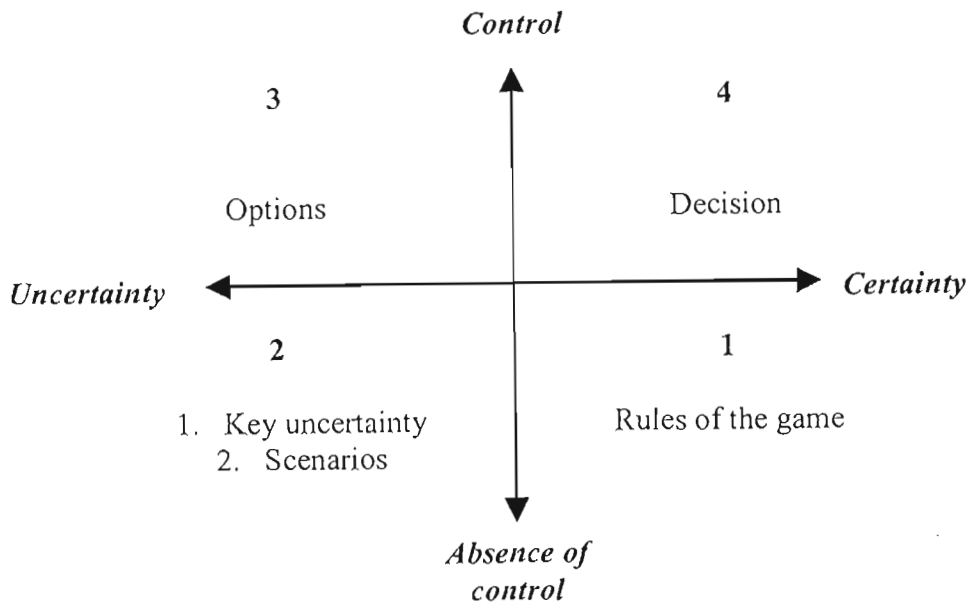 Control
3
4
Options
Decision
Uncertainty
Certainty
2
1
1. Key uncertainty
2. Scenarios
Rules of the game
Absence of
control